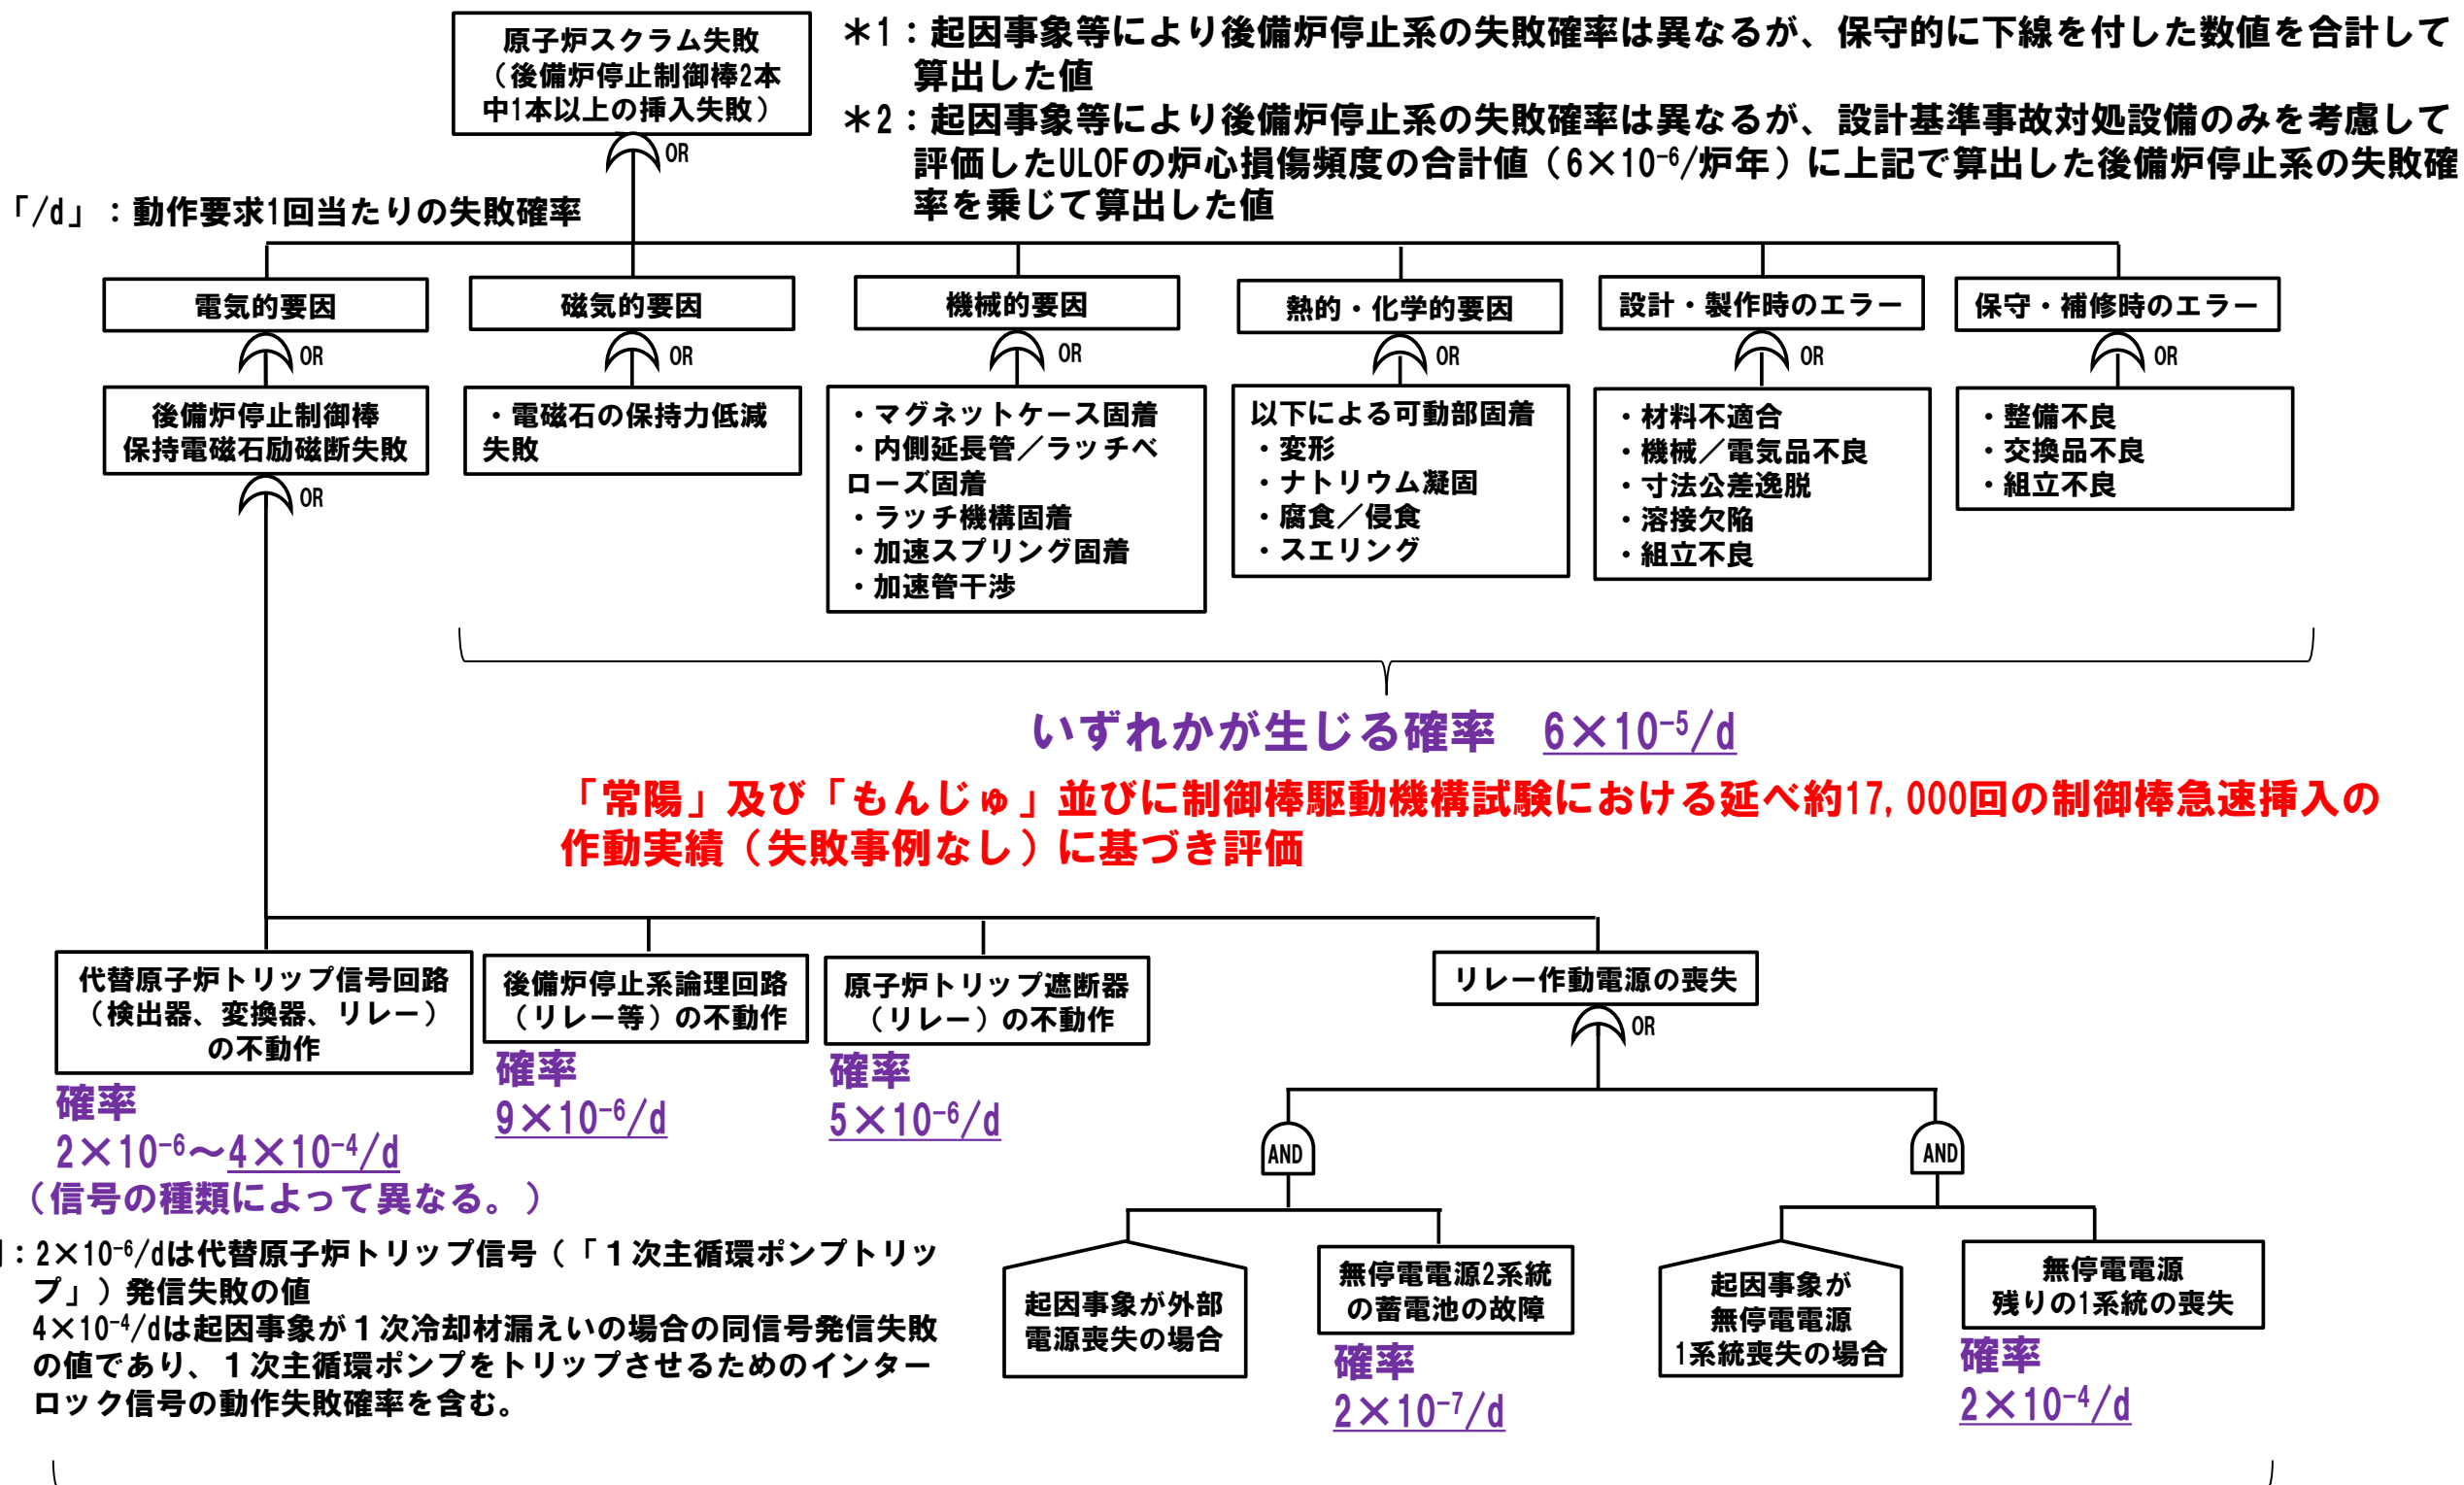 原子炉スクラム失敗
（後備炉停止制御棒2本
中1本以上の挿入失敗）
OR
＊1：起因事象等により後備炉停止系の失敗確率は異なるが、保守的に下線を付した数値を合計して
算出した値
＊2：起因事象等により後備炉停止系の失敗確率は異なるが、設計基準事故対処設備のみを考慮して
評価したULOFの炉心損傷頻度の合計値（6×10⁻⁶/炉年）に上記で算出した後備炉停止系の失敗確
率を乗じて算出した値
「/d」：動作要求1回当たりの失敗確率
電気的要因
OR
後備炉停止制御棒
保持電磁石励磁断失敗
OR
磁気的要因
OR
・電磁石の保持力低減
失敗
機械的要因
OR
・マグネットケース固着
・内側延長管／ラッチベ
ローズ固着
・ラッチ機構固着
・加速スプリング固着
・加速管干渉
熱的・化学的要因
OR
以下による可動部固着
・変形
・ナトリウム凝固
・腐食／侵食
・スエリング
設計・製作時のエラー
OR
・材料不適合
・機械／電気品不良
・寸法公差逸脱
・溶接欠陥
・組立不良
保守・補修時のエラー
OR
・整備不良
・交換品不良
・組立不良
いずれかが生じる確率　6×10⁻⁵/d
「常陽」及び「もんじゅ」並びに制御棒駆動機構試験における延べ約17,000回の制御棒急速挿入の
作動実績（失敗事例なし）に基づき評価
代替原子炉トリップ信号回路
（検出器、変換器、リレー）
の不動作
確率
2×10⁻⁶～4×10⁻⁴/d
（信号の種類によって異なる。）
後備炉停止系論理回路
（リレー等）の不動作
確率
9×10⁻⁶/d
原子炉トリップ遮断器
（リレー）の不動作
確率
5×10⁻⁶/d
リレー作動電源の喪失
OR
AND
AND
起因事象が外部
電源喪失の場合
無停電電源2系統
の蓄電池の故障
確率
2×10⁻⁷/d
起因事象が
無停電電源
1系統喪失の場合
無停電電源
残りの1系統の喪失
確率
2×10⁻⁴/d
：2×10⁻⁶/dは代替原子炉トリップ信号（「１次主循環ポンプトリッ
プ」）発信失敗の値
4×10⁻⁴/dは起因事象が１次冷却材漏えいの場合の同信号発信失敗
の値であり、１次主循環ポンプをトリップさせるためのインター
ロック信号の動作失敗確率を含む。